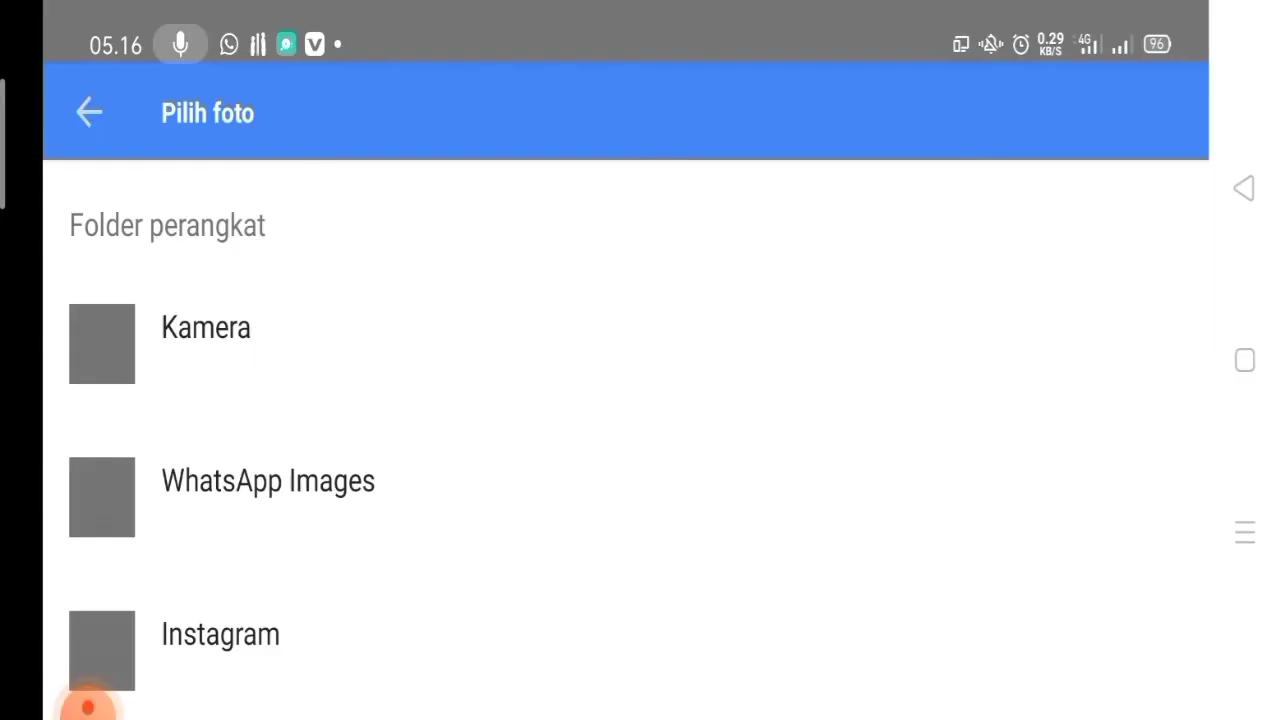 05.16 0.29 4G 96
KB/S
Pilih foto
Folder perangkat
Kamera
WhatsApp Images
Instagram